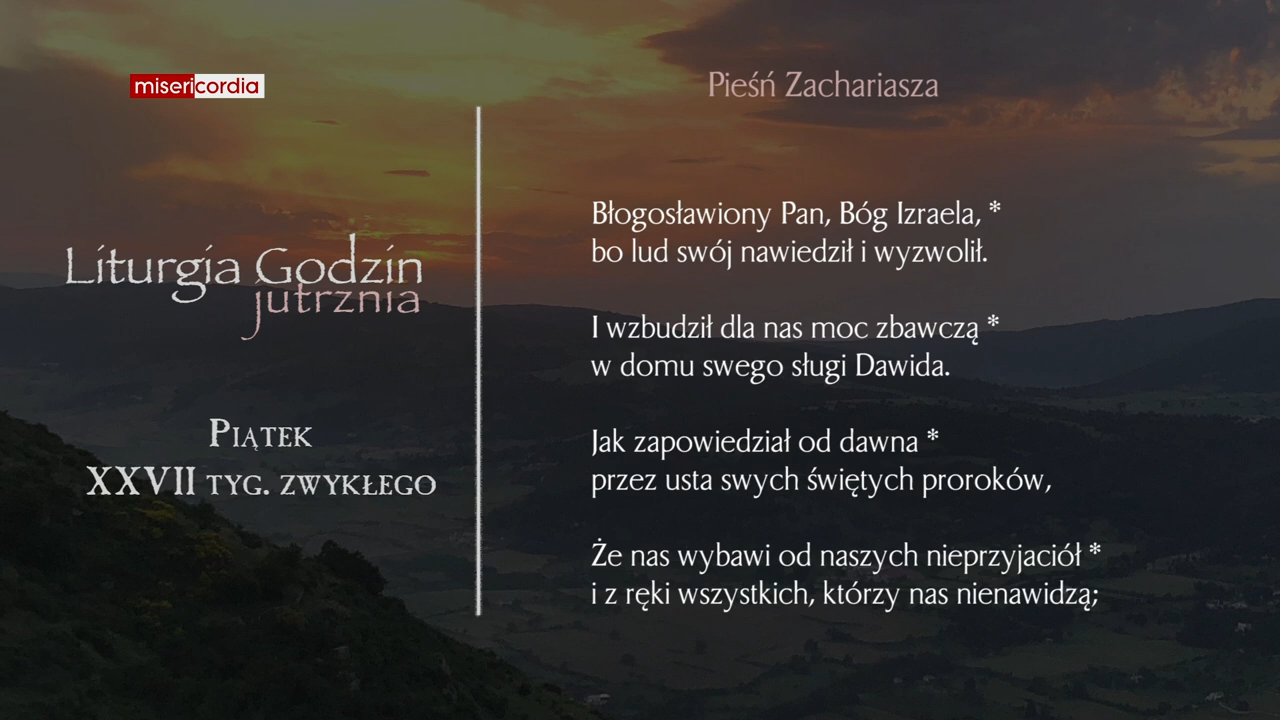 misericordia
Liturgia Godzin
jutrznia
Piątek
XXVII tyg. zwykłego
Pieśń Zachariasza
Błogosławiony Pan, Bóg Izraela, *
bo lud swój nawiedził i wyzwolił.
I wzbudził dla nas moc zbawczą *
w domu swego sługi Dawida.
Jak zapowiedział od dawna *
przez usta swych świętych proroków,
Że nas wybawi od naszych nieprzyjaciół *
i z ręki wszystkich, którzy nas nienawidzą;